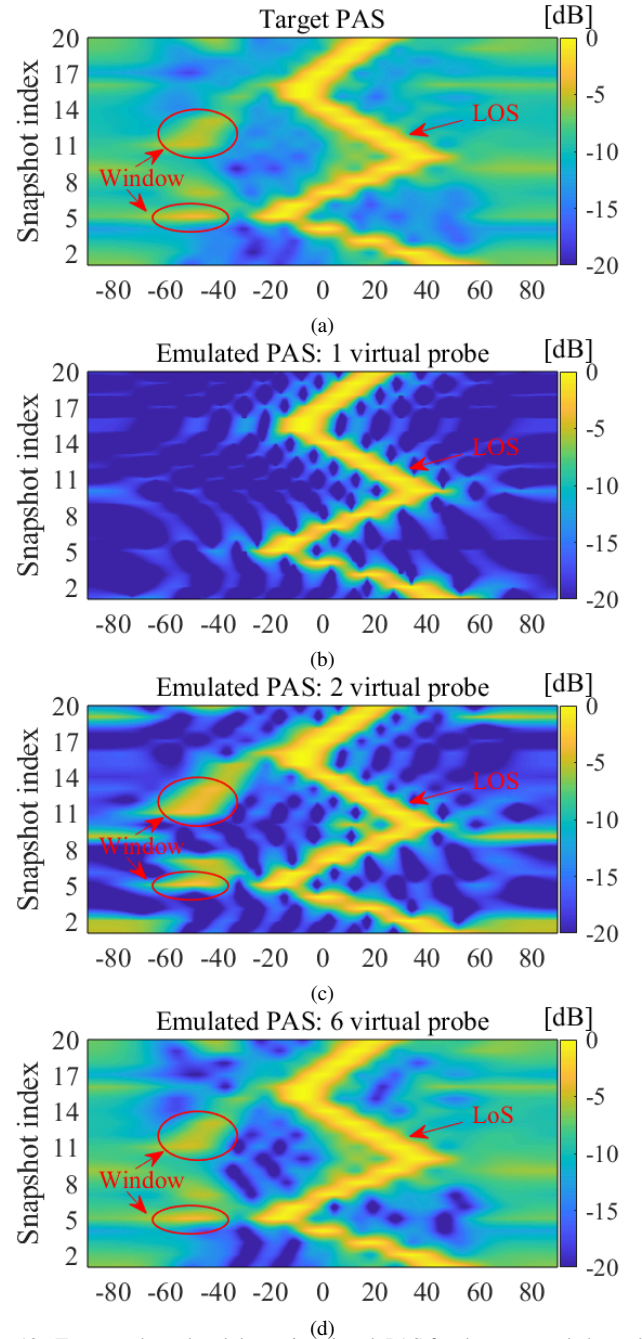 Target PAS
[dB]
Snapshot index
20
17
14
11
8
5
2
Window
LOS
0
-5
-10
-15
-20
-80 -60 -40 -20 0 20 40 60 80
(a)
Emulated PAS: 1 virtual probe
[dB]
Snapshot index
20
17
14
11
8
5
2
LOS
0
-5
-10
-15
-20
-80 -60 -40 -20 0 20 40 60 80
(b)
Emulated PAS: 2 virtual probe
[dB]
Snapshot index
20
17
14
11
8
5
2
Window
LOS
0
-5
-10
-15
-20
-80 -60 -40 -20 0 20 40 60 80
(c)
Emulated PAS: 6 virtual probe
[dB]
Snapshot index
20
17
14
11
8
5
2
Window
LoS
0
-5
-10
-15
-20
-80 -60 -40 -20 0 20 40 60 80
(d)